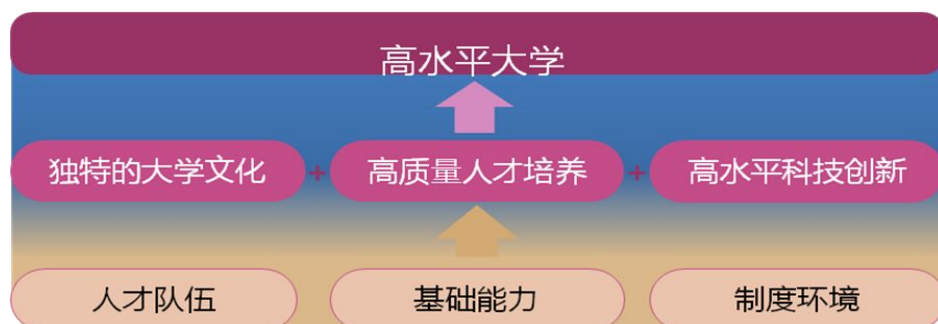 高水平大学
独特的大学文化 + 高质量人才培养 + 高水平科技创新
人才队伍 基础能力 制度环境